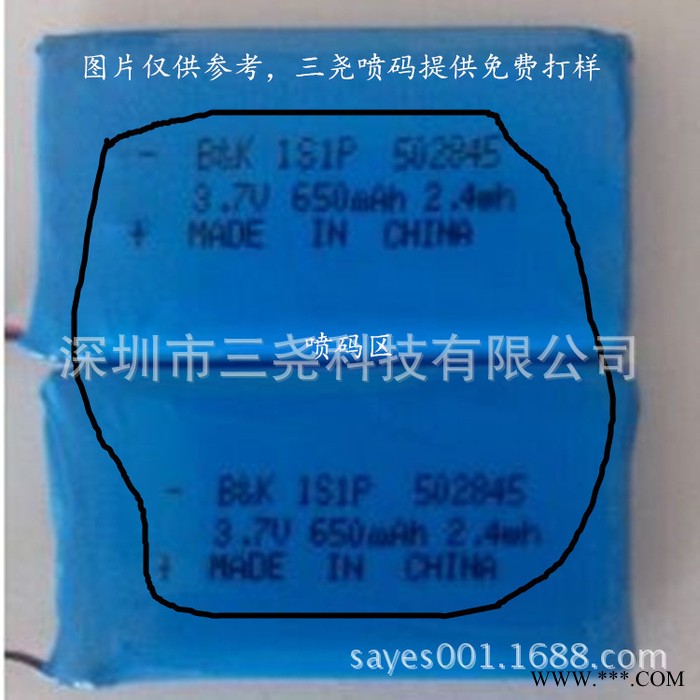 图片仅供参考，三尧喷码提供免费打样
- B&K 1S1P 502845
3.7V 650mAh 2.4wh
+ MADE IN CHINA
喷码区
深圳市三尧科技有限公司
- B&K 1S1P 502845
3.7V 650mAh 2.4wh
+ MADE IN CHINA
sayes001.1688.com
www.***.COM